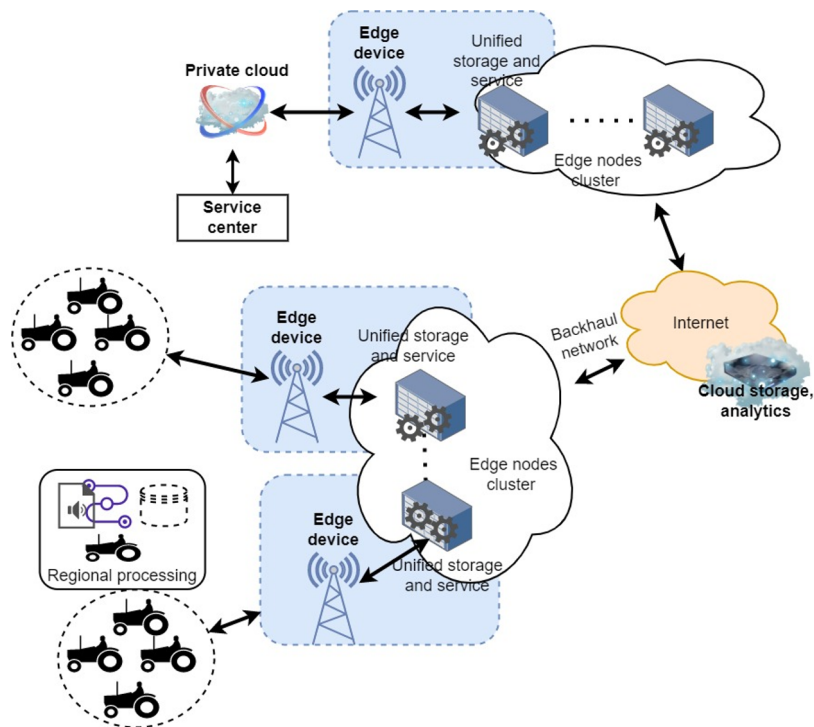 Edge
device
Unified
storage and
service
Private cloud
Edge nodes
cluster
Service
center
Edge
device
Unified storage
and service
Backhaul
network
Internet
Cloud storage,
analytics
Edge nodes
cluster
Edge
device
Unified storage
and service
Regional processing